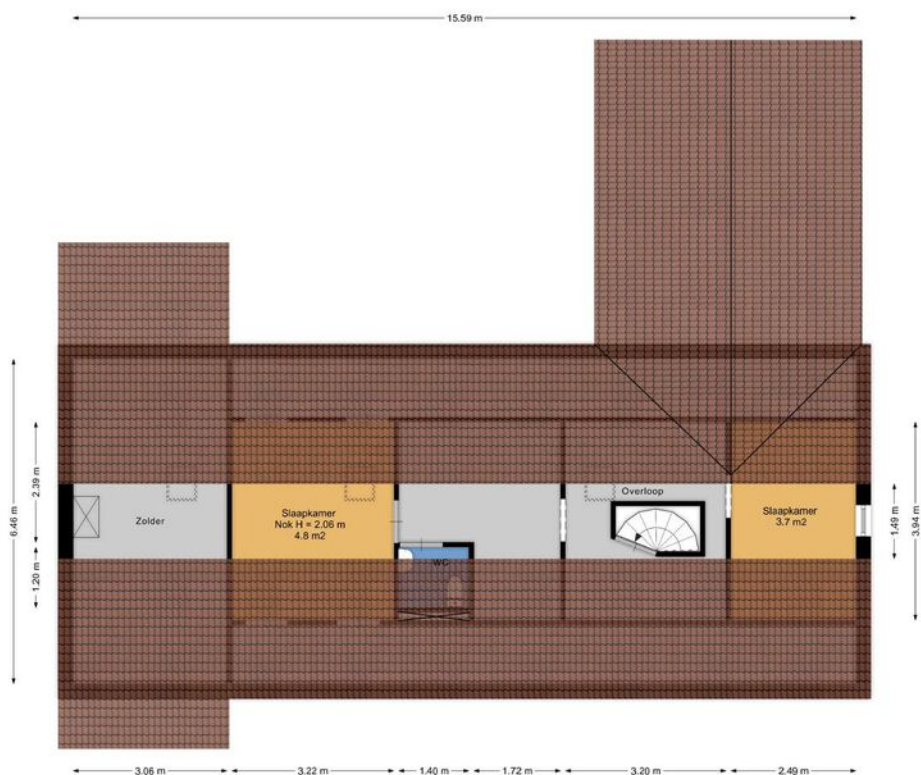 15.59 m
6.46 m
2.39 m
1.20 m
Zolder
Slaapkamer
Nok H = 2.06 m
4.8 m2
WC
Overloop
Slaapkamer
3.7 m2
1.49 m
3.94 m
3.06 m
3.22 m
1.40 m
1.72 m
3.20 m
2.49 m